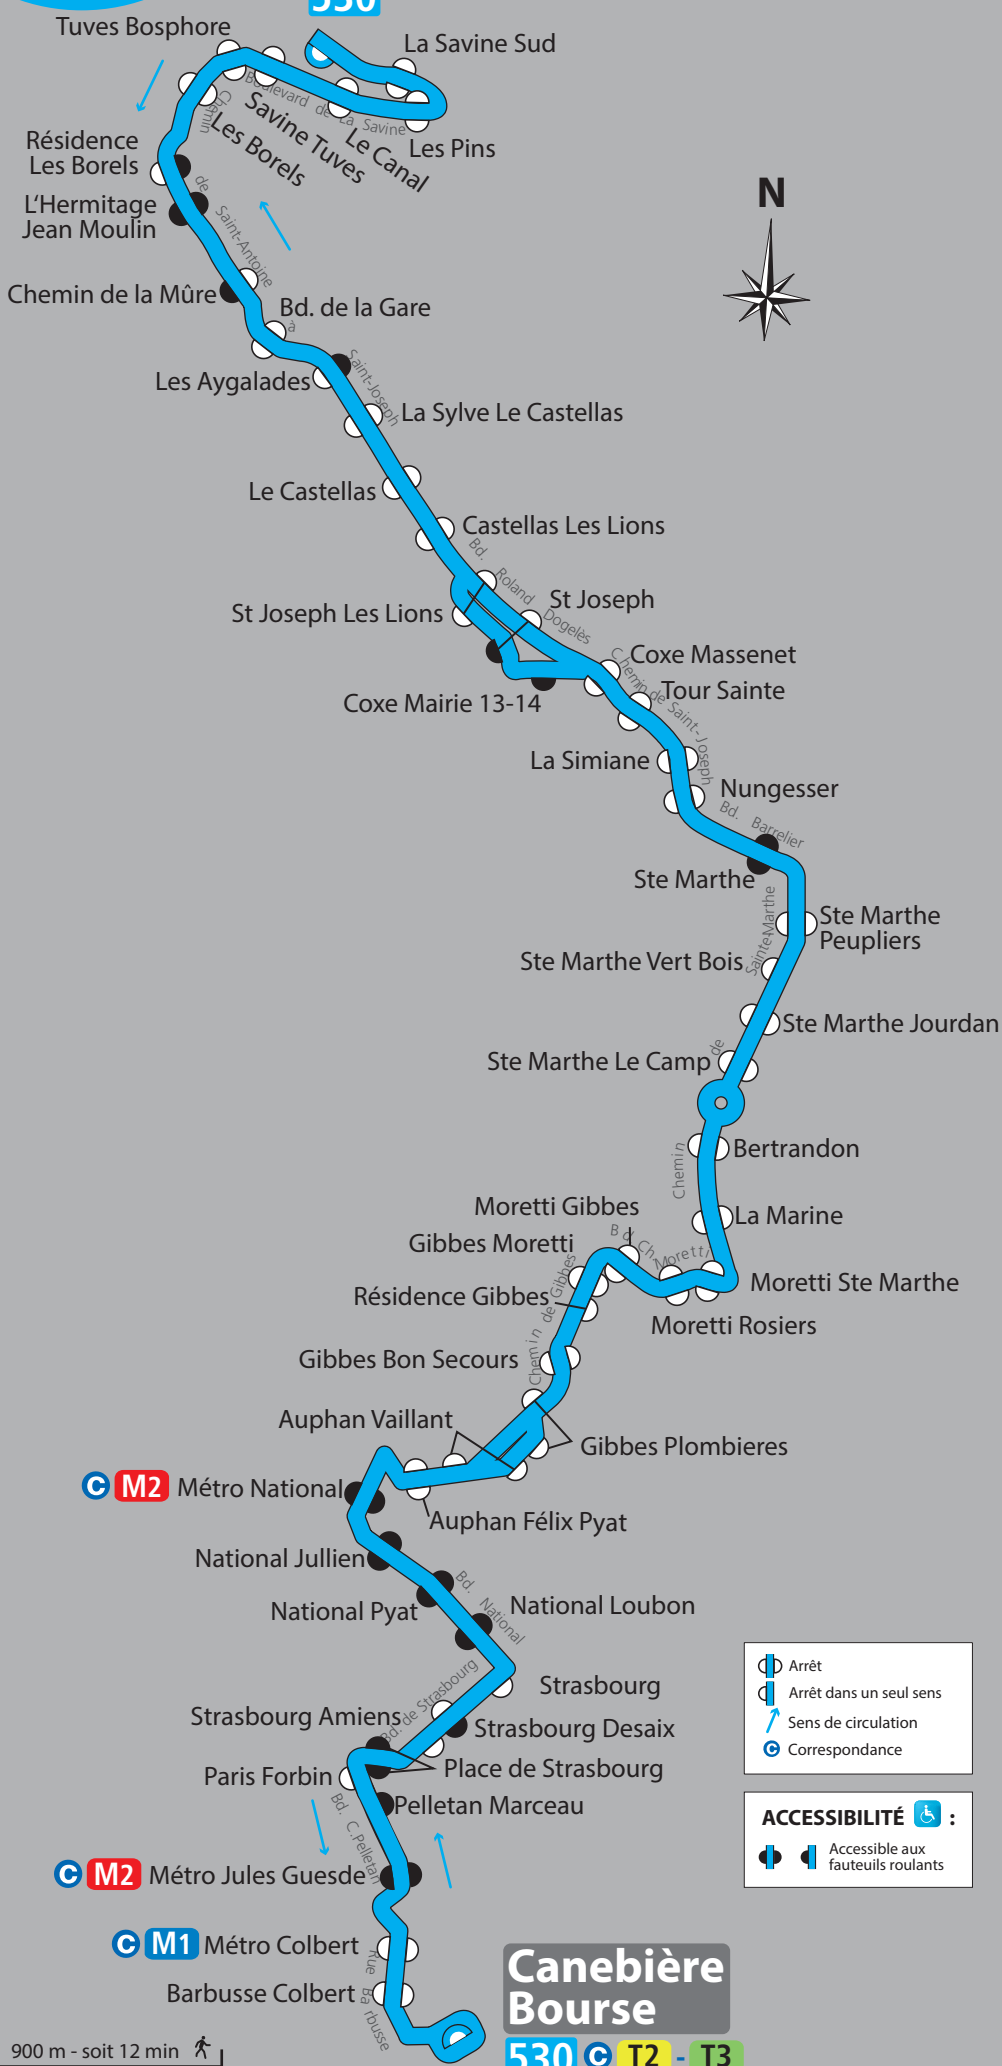 530
Tuves Bosphore
La Savine Sud
Boulevard de La Savine
Savine Tuves
Le Canal
Les Pins
Les Borels
Résidence
Les Borels
L'Hermitage
Jean Moulin
Chemin de Saint-Antoine à Saint-Joseph
N
Chemin de la Mûre
Bd. de la Gare
Les Aygalades
La Sylve Le Castellas
Le Castellas
Castellas Les Lions
Bd. Roland Dogelès
St Joseph Les Lions
St Joseph
Coxe Massenet
Coxe Mairie 13-14
Tour Sainte
Chemin de Saint-Joseph
La Simiane
Nungesser
Bd. Barrelier
Ste Marthe
Ste Marthe
Peupliers
Ste Marthe Vert Bois
Ste Marthe Jourdan
Ste Marthe Le Camp
Chemin de Sainte-Marthe
Bertrandon
La Marine
Moretti Gibbes
Bd. Ch. Moretti
Gibbes Moretti
Moretti Ste Marthe
Résidence Gibbes
Moretti Rosiers
Chemin de Gibbes
Gibbes Bon Secours
Auphan Vaillant
Gibbes Plombieres
C M2 Métro National
Auphan Félix Pyat
National Jullien
National Pyat
Bd. National
National Loubon
Strasbourg
Bd. de Strasbourg
Strasbourg Amiens
Strasbourg Desaix
Place de Strasbourg
Paris Forbin
Pelletan Marceau
Bd. C.Pelletan
C M2 Métro Jules Guesde
C M1 Métro Colbert
Barbusse Colbert
Rue Barbusse
Canebière
Bourse
530 C T2 - T3
Arrêt
Arrêt dans un seul sens
Sens de circulation
C Correspondance
ACCESSIBILITÉ :
Accessible aux
fauteuils roulants
900 m - soit 12 min